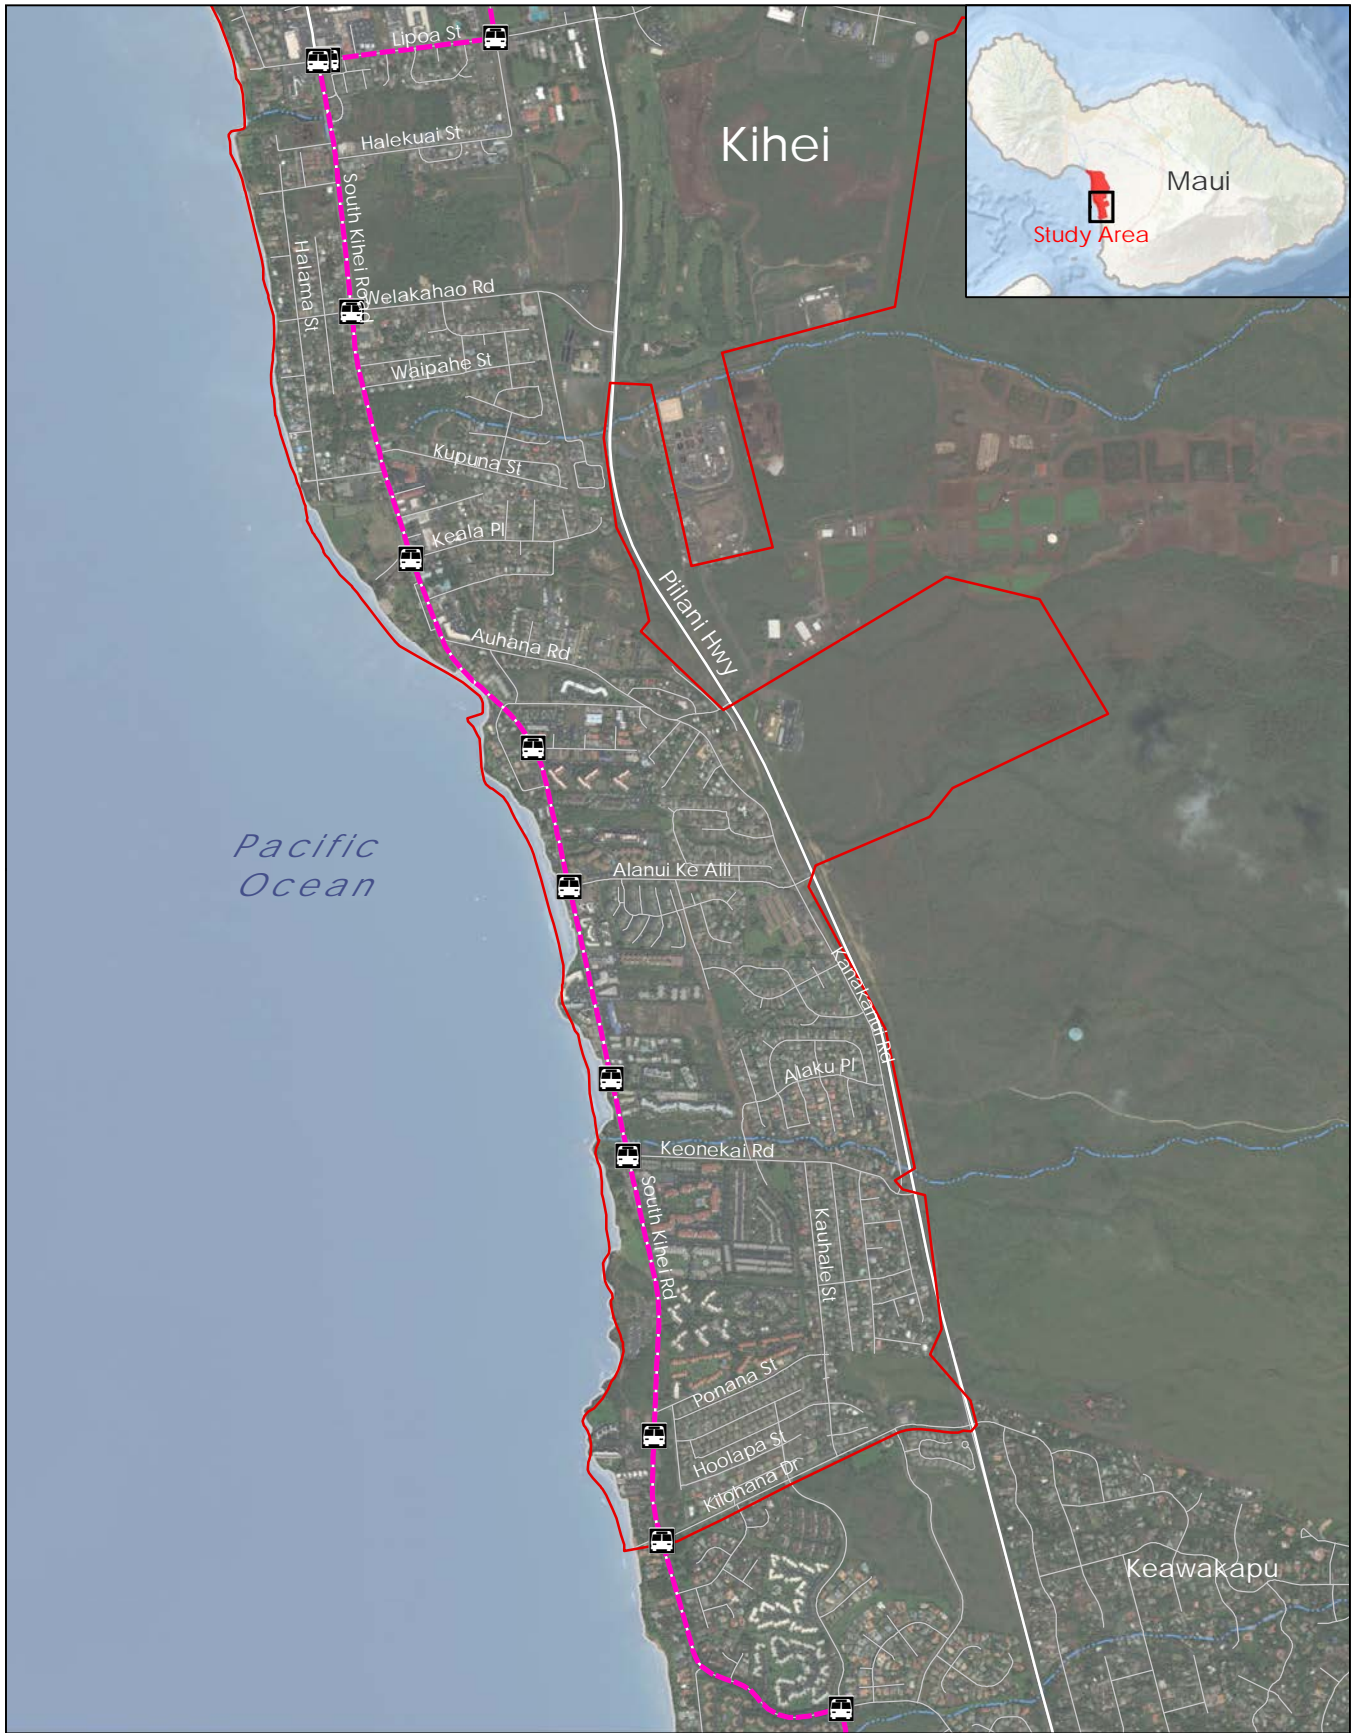 Lipoa St
Kihei
Halekuai St
Maui
South Kihei Road
Study Area
Halama St
Welakahao Rd
Waipahe St
Kupuna St
Keala Pl
Piilani Hwy
Auhana Rd
Pacific
Ocean
Alanui Ke Alii
Kanakanui Rd
Alaku Pl
Keonekai Rd
South Kihei Rd
Kauhale St
Ponana St
Hoolapa St
Kilohana Dr
Keawakapu